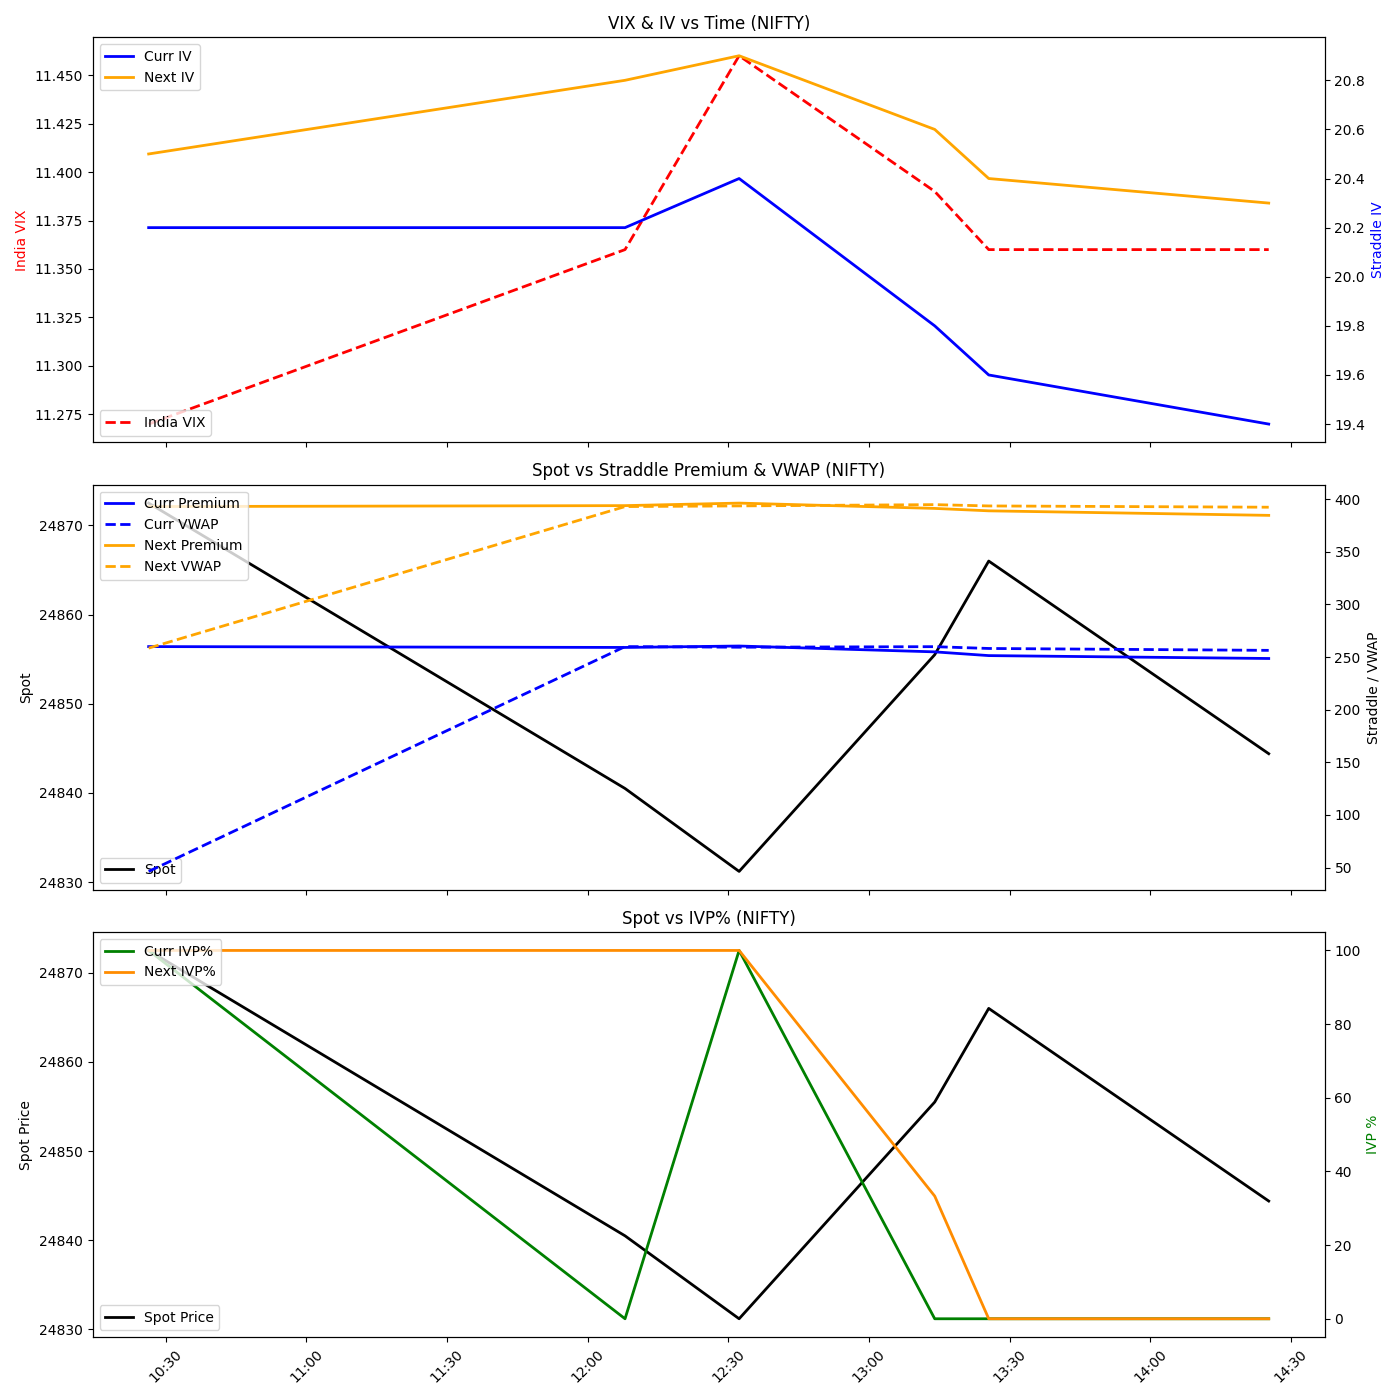 VIX & IV vs Time (NIFTY)
Curr IV
Next IV
India VIX
India VIX
11.450
11.425
11.400
11.375
11.350
11.325
11.300
11.275
20.8
20.6
20.4
20.2
20.0
19.8
19.6
19.4
Straddle IV
Spot vs Straddle Premium & VWAP (NIFTY)
Curr Premium
Curr VWAP
Next Premium
Next VWAP
Spot
Spot
24870
24860
24850
24840
24830
400
350
300
250
200
150
100
50
Straddle / VWAP
Spot vs IVP% (NIFTY)
Curr IVP%
Next IVP%
Spot Price
Spot Price
24870
24860
24850
24840
24830
100
80
60
40
20
0
IVP %
10:30
11:00
11:30
12:00
12:30
13:00
13:30
14:00
14:30